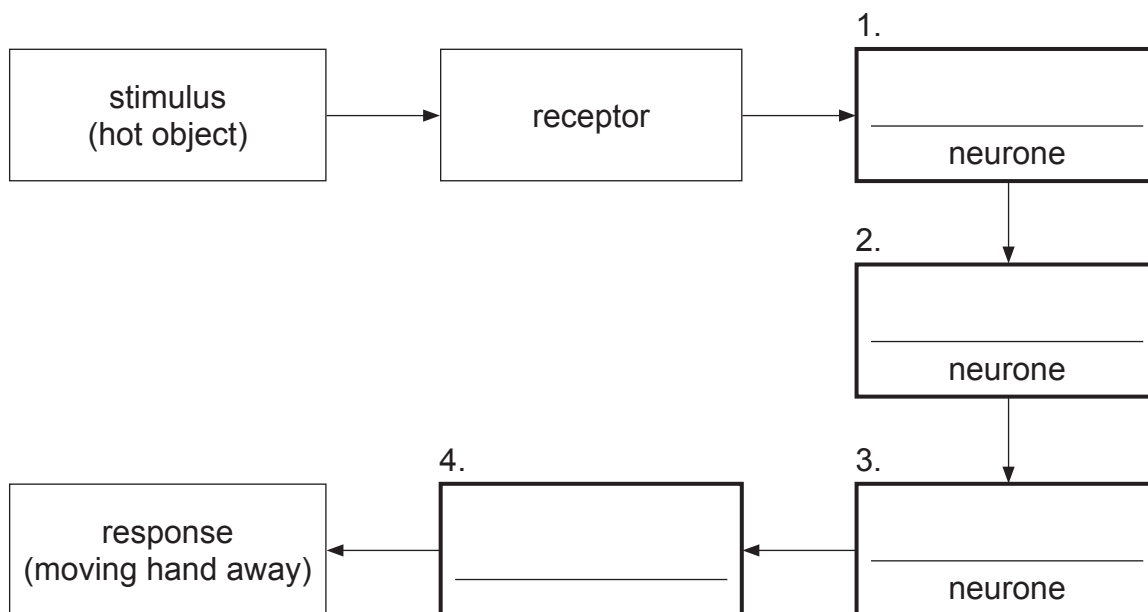 stimulus
(hot object)
receptor
1.
neurone
2.
neurone
3.
neurone
4.
response
(moving hand away)